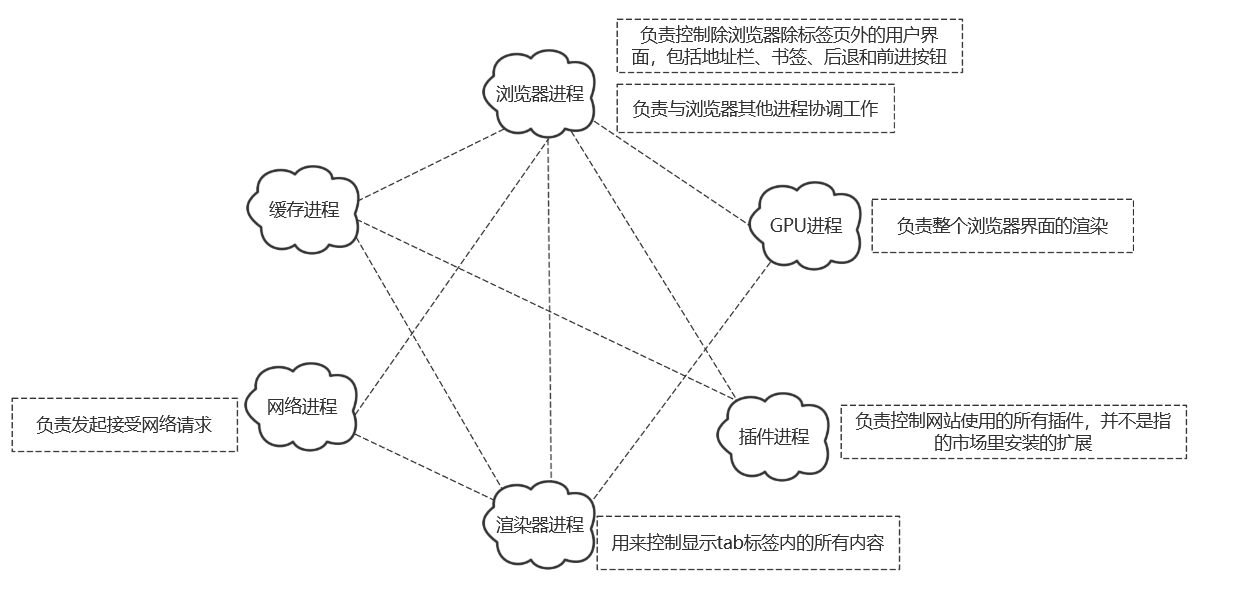 负责控制除浏览器除标签页外的用户界
面，包括地址栏、书签、后退和前进按钮
浏览器进程
负责与浏览器其他进程协调工作
缓存进程
GPU进程
负责整个浏览器界面的渲染
网络进程
负责发起接受网络请求
插件进程
负责控制网站使用的所有插件，并不是指
的市场里安装的扩展
渲染器进程
用来控制显示tab标签内的所有内容